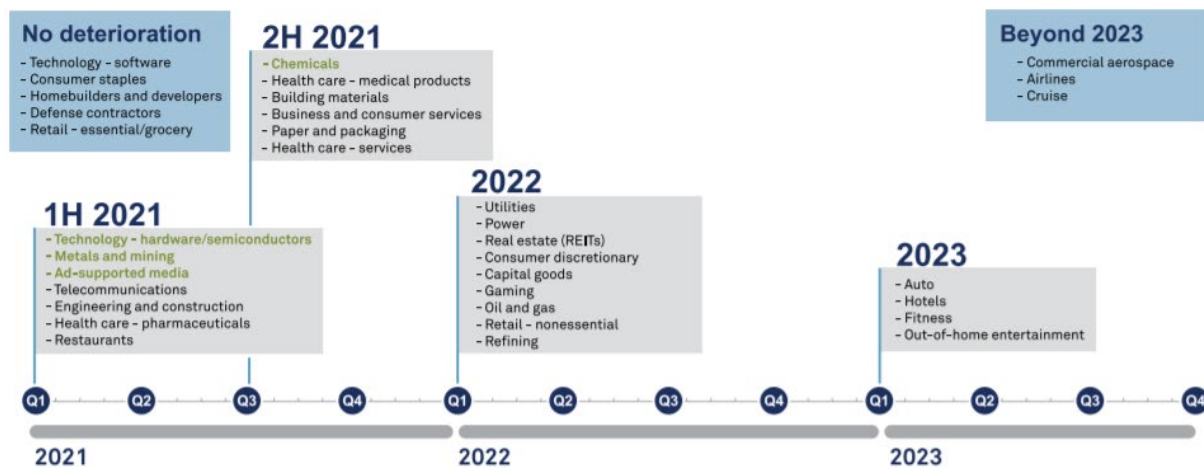 No deterioration
- Technology - software
- Consumer staples
- Homebuilders and developers
- Defense contractors
- Retail - essential/grocery
2H 2021
- Chemicals
- Health care - medical products
- Building materials
- Business and consumer services
- Paper and packaging
- Health care - services
Beyond 2023
- Commercial aerospace
- Airlines
- Cruise
1H 2021
- Technology - hardware/semiconductors
- Metals and mining
- Ad-supported media
- Telecommunications
- Engineering and construction
- Health care - pharmaceuticals
- Restaurants
2022
- Utilities
- Power
- Real estate (REITs)
- Consumer discretionary
- Capital goods
- Gaming
- Oil and gas
- Retail - nonessential
- Refining
2023
- Auto
- Hotels
- Fitness
- Out-of-home entertainment
Q1 Q2 Q3 Q4 Q1 Q2 Q3 Q4 Q1 Q2 Q3 Q4
2021 2022 2023